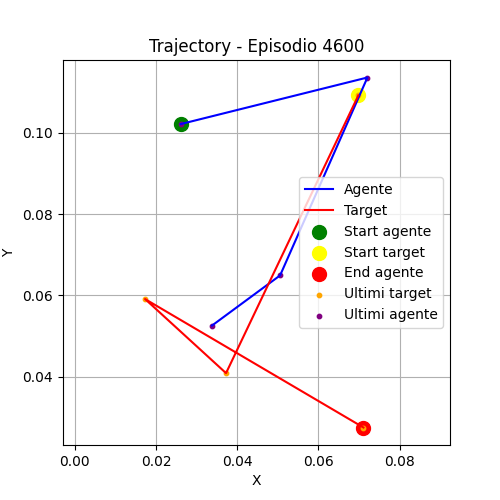 Trajectory - Episodio 4600
Y
0.10
0.08
0.06
0.04
Agente
Target
Start agente
Start target
End agente
Ultimi target
Ultimi agente
0.00 0.02 0.04 0.06 0.08
X